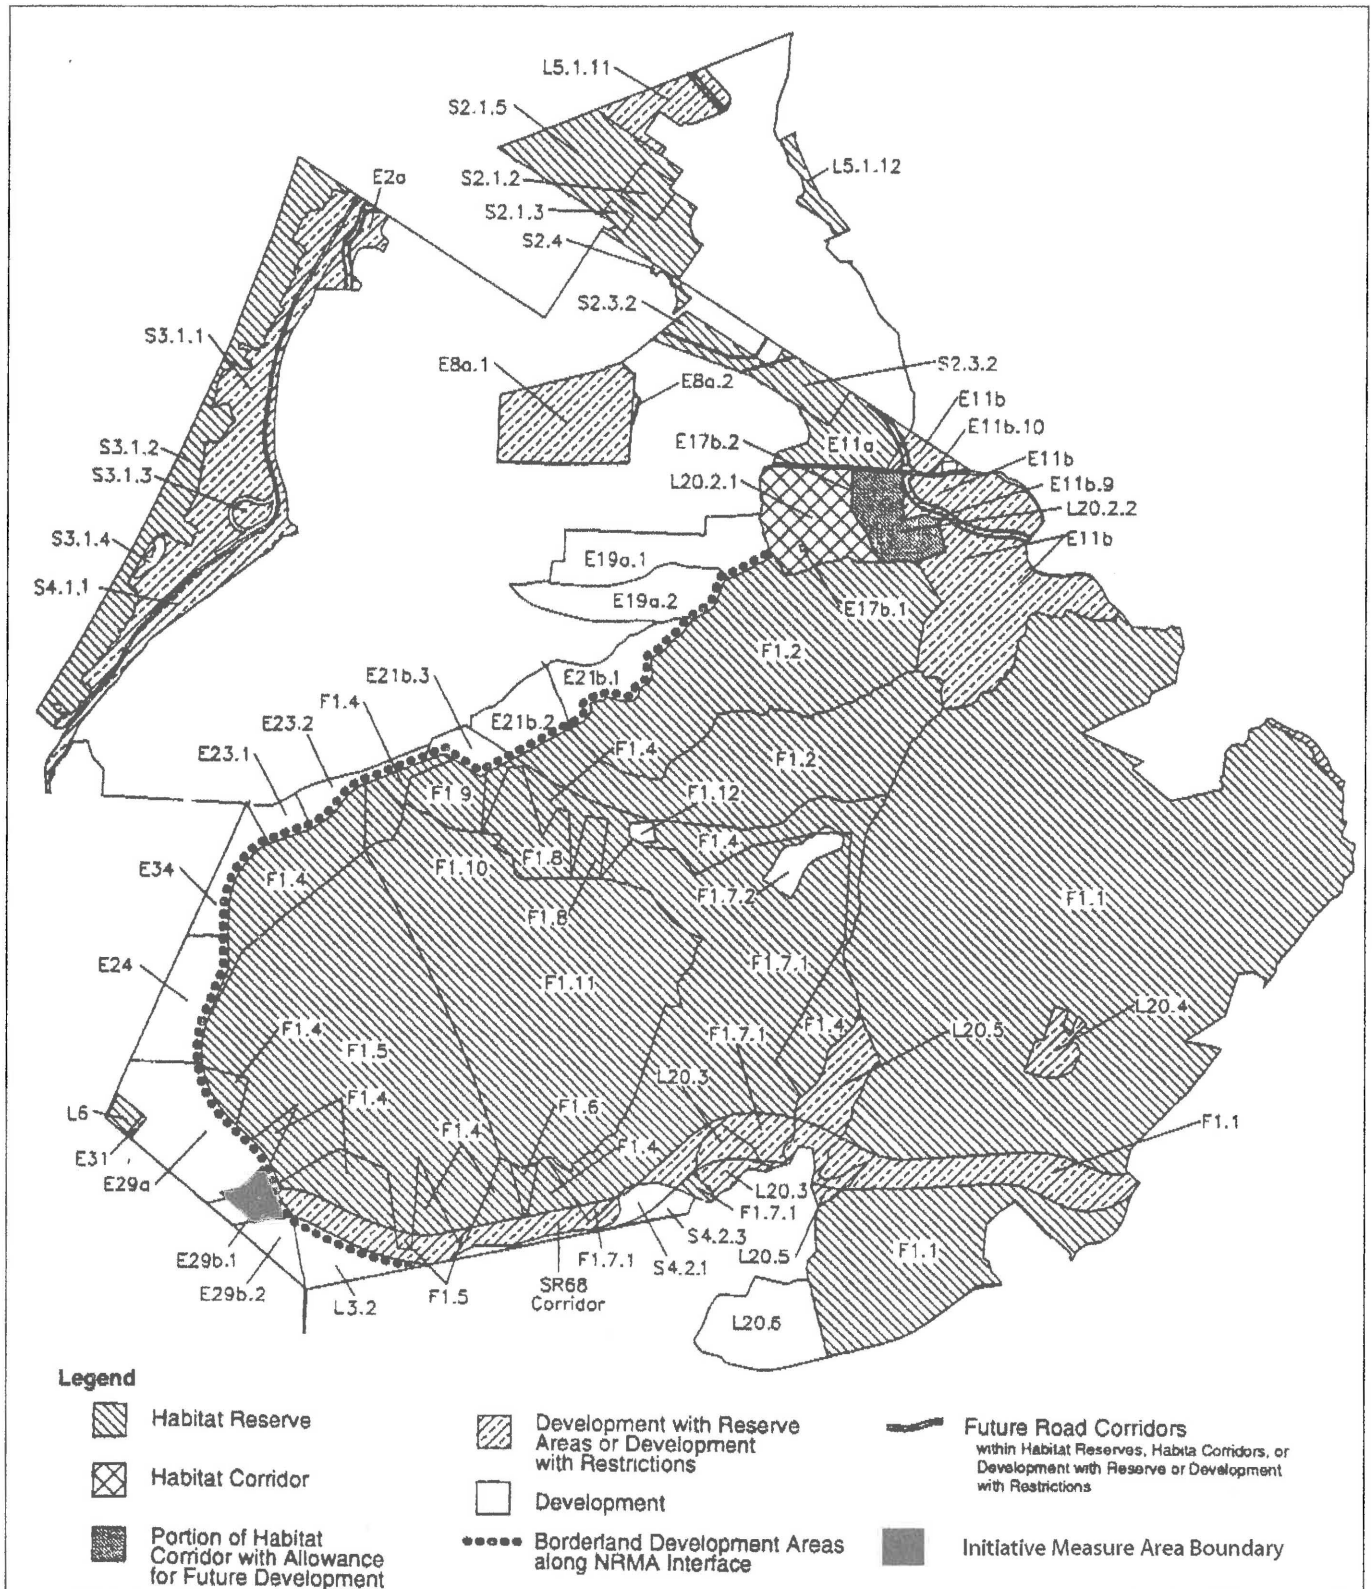 L5.1.11
S2.1.5
L5.1.12
E2a
S2.1.2
S2.1.3
S2.4
S2.3.2
S3.1.1
E8a.1
S2.3.2
E8a.2
E11b
E11b.10
S3.1.2
E17b.2
E11a
E11b
S3.1.3
L20.2.1
E11b.9
L20.2.2
S3.1.4
E11b
E19a.1
S4.1.1
E19a.2
E17b.1
F1.2
E21b.3
E21b.1
F1.4
E23.2
E21b.2
E23.1
F1.4
F1.2
F1.9
F1.12
F1.4
E34
F1.4
F1.10
F1.8
F1.7.2
F1.1
F1.8
E24
F1.7.1
F1.11
L20.4
F1.4
F1.7.1
F1.4
L20.5
F1.5
L20.3
L6
F1.4
F1.6
F1.1
F1.4
F1.4
E31
E29a
L20.3
F1.7.1
S4.2.3
E29b.1
F1.7.1
S4.2.1
L20.5
F1.1
E29b.2
L3.2
F1.5
SR68
Corridor
L20.6
Legend
Habitat Reserve
Habitat Corridor
Portion of Habitat
Corridor with Allowance
for Future Development
Development with Reserve
Areas or Development
with Restrictions
Development
Borderland Development Areas
along NRMA Interface
Future Road Corridors
within Habitat Reserves, Habita Corridors, or
Development with Reserve or Development
with Restrictions
Initiative Measure Area Boundary